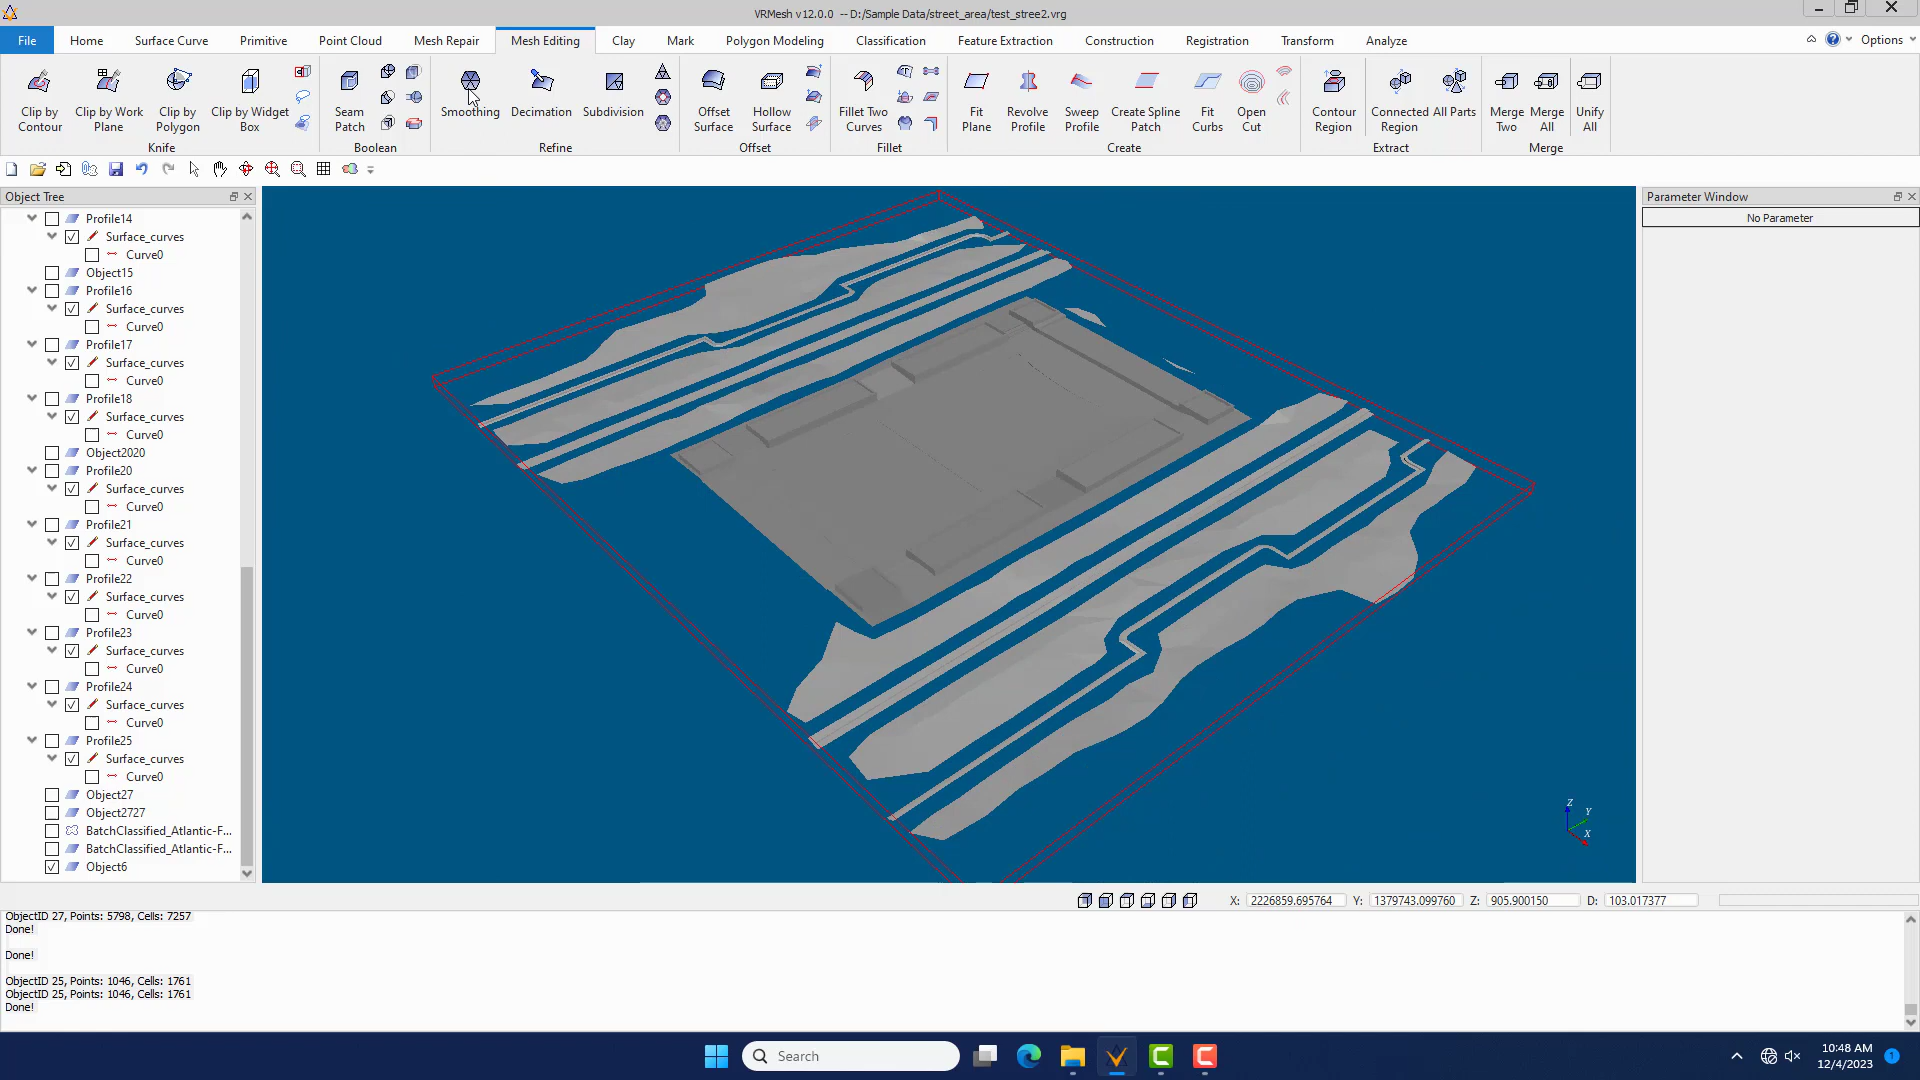 VRMesh v12.0.0 -- D:/Sample Data/street_area/test_stree2.vrg
File Home Surface Curve Primitive Point Cloud Mesh Repair Mesh Editing Clay Mark Polygon Modeling Classification Feature Extraction Construction Registration Transform Analyze Options
Clip by Contour
Clip by Work Plane
Clip by Polygon
Clip by Widget Box
Knife
Seam Patch
Boolean
Smoothing
Decimation
Subdivision
Refine
Offset Surface
Hollow Surface
Offset
Fillet Two Curves
Fillet
Fit Plane
Revolve Profile
Sweep Profile
Create Spline Patch
Fit Curbs
Open Cut
Create
Contour Region
Connected Region
All Parts
Extract
Merge Two
Merge All
Unify All
Merge
Object Tree
Profile14
Surface_curves
Curve0
Object15
Profile16
Surface_curves
Curve0
Profile17
Surface_curves
Curve0
Profile18
Surface_curves
Curve0
Object2020
Profile20
Surface_curves
Curve0
Profile21
Surface_curves
Curve0
Profile22
Surface_curves
Curve0
Profile23
Surface_curves
Curve0
Profile24
Surface_curves
Curve0
Profile25
Surface_curves
Curve0
Object27
Object2727
BatchClassified_Atlantic-F...
BatchClassified_Atlantic-F...
Object6
Z
Y
X
Parameter Window
No Parameter
X: 2226859.695764 Y: 1379743.099760 Z: 905.900150 D: 103.017377
ObjectID 27, Points: 5798, Cells: 7257
Done!
Done!
ObjectID 25, Points: 1046, Cells: 1761
ObjectID 25, Points: 1046, Cells: 1761
Done!
Search
10:48 AM
12/4/2023
1